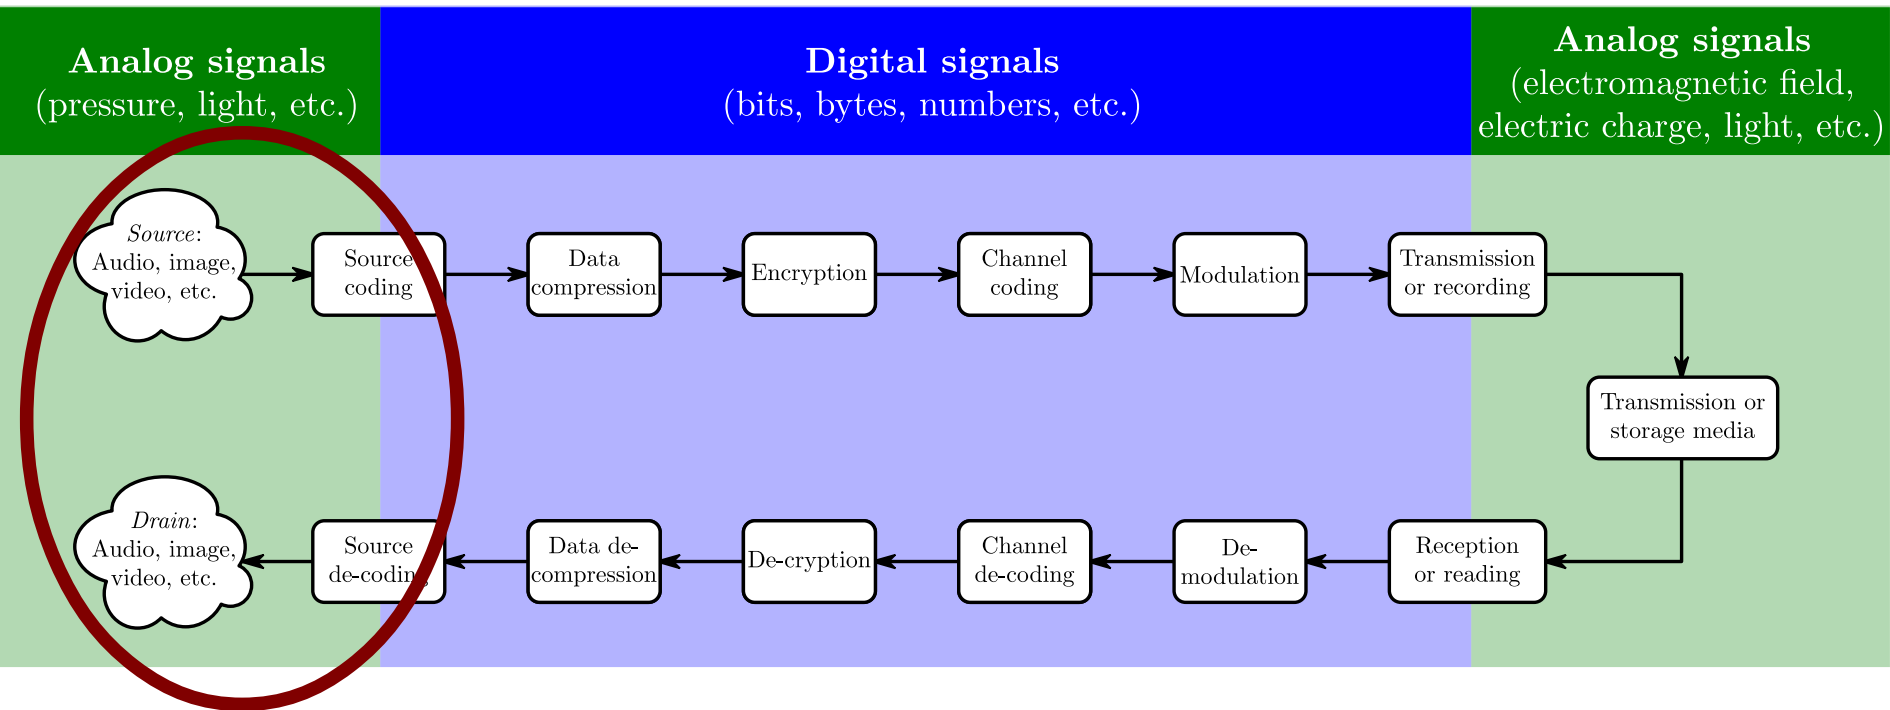 Analog signals
(pressure, light, etc.)
Digital signals
(bits, bytes, numbers, etc.)
Analog signals
(electromagnetic field,
electric charge, light, etc.)
Source:
Audio, image,
video, etc.
Source
coding
Data
compression
Encryption
Channel
coding
Modulation
Transmission
or recording
Transmission or
storage media
Drain:
Audio, image,
video, etc.
Source
de-coding
Data de-
compression
De-cryption
Channel
de-coding
De-
modulation
Reception
or reading